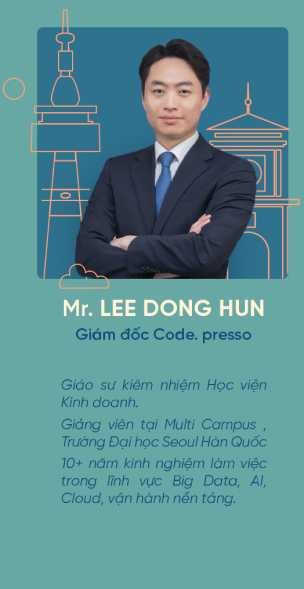 Mr. LEE DONG HUN
Giám đốc Code. presso
Giáo sư kiêm nhiệm Học viện
Kinh doanh.
Giảng viên tại Multi Campus ,
Trường Đại học Seoul Hàn Quốc
10+ năm kinh nghiệm làm việc
trong lĩnh vực Big Data, AI,
Cloud, vận hành nền tảng.